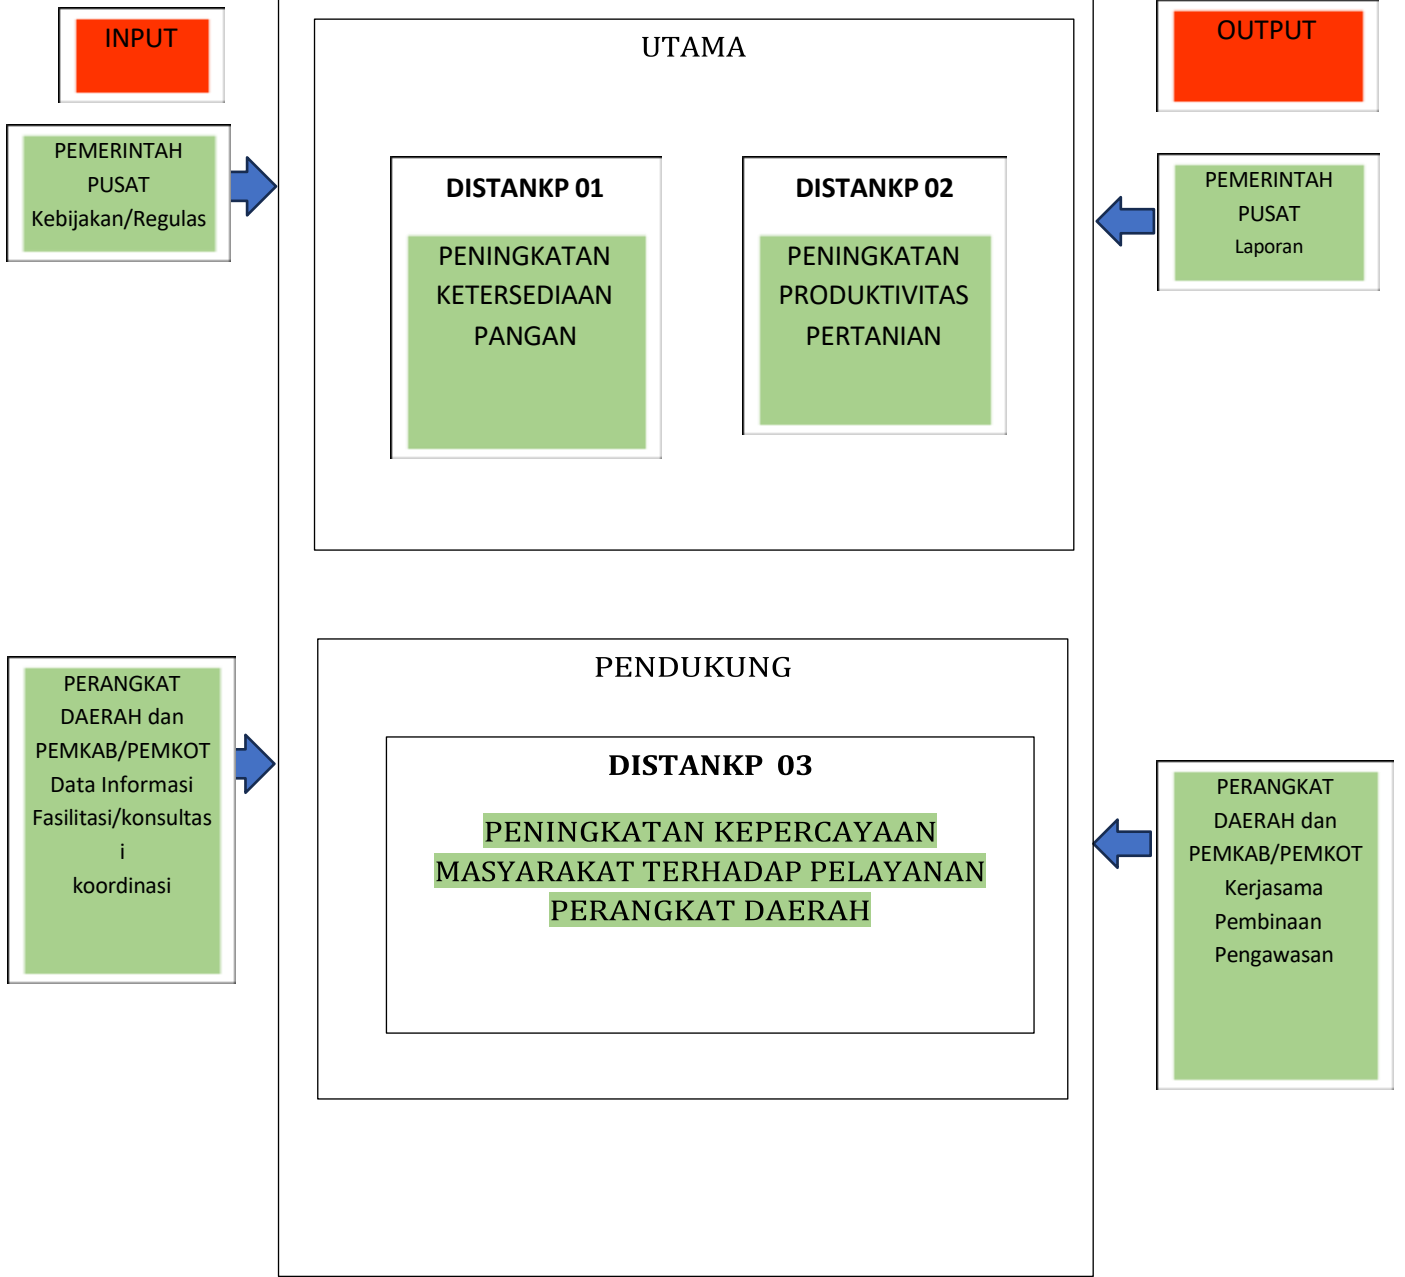 INPUT
PEMERINTAH
PUSAT
Kebijakan/Regulas
PERANGKAT
DAERAH dan
PEMKAB/PEMKOT
Data Informasi
Fasilitasi/konsultas
i
koordinasi
UTAMA
DISTANKP 01
PENINGKATAN
KETERSEDIAAN
PANGAN
DISTANKP 02
PENINGKATAN
PRODUKTIVITAS
PERTANIAN
PENDUKUNG
DISTANKP 03
PENINGKATAN KEPERCAYAAN
MASYARAKAT TERHADAP PELAYANAN
PERANGKAT DAERAH
OUTPUT
PEMERINTAH
PUSAT
Laporan
PERANGKAT
DAERAH dan
PEMKAB/PEMKOT
Kerjasama
Pembinaan
Pengawasan